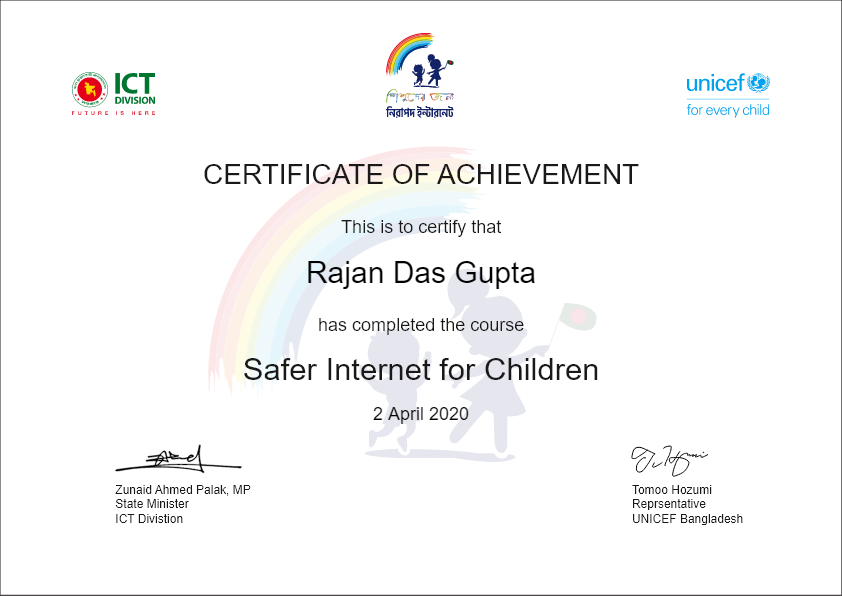 ICT
DIVISION
FUTURE IS HERE
শিশুদের জন্য
নিরাপদ ইন্টারনেট
unicef
for every child
CERTIFICATE OF ACHIEVEMENT
This is to certify that
Rajan Das Gupta
has completed the course
Safer Internet for Children
2 April 2020
Zunaid Ahmed Palak, MP
State Minister
ICT Divistion
Tomoo Hozumi
Reprsentative
UNICEF Bangladesh